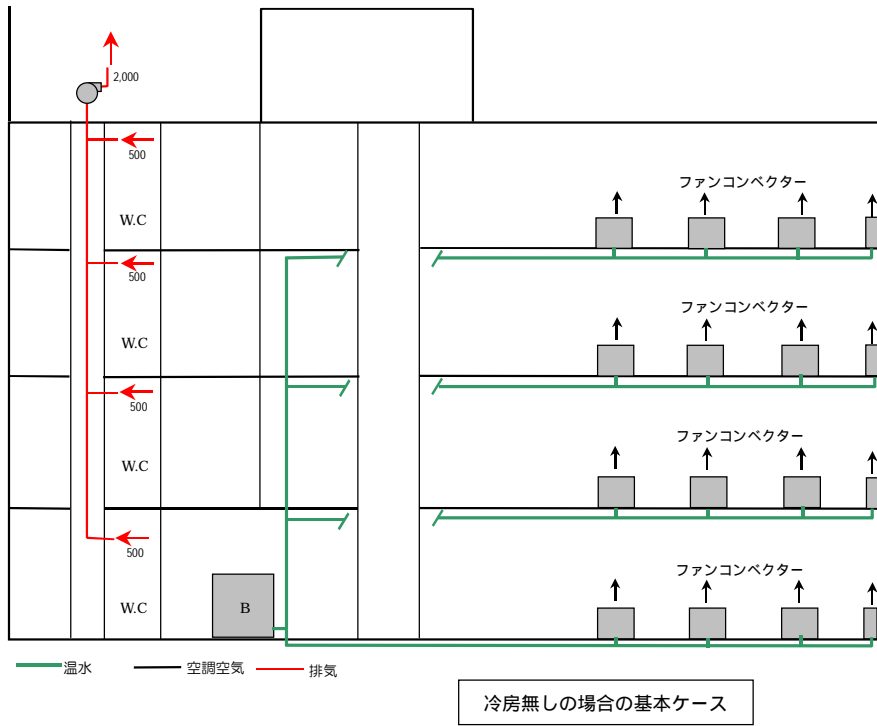 2,000
500
W.C
ファンコンベクター
500
W.C
ファンコンベクター
500
W.C
ファンコンベクター
500
W.C
B
ファンコンベクター
温水
空調空気
排気
冷房無しの場合の基本ケース